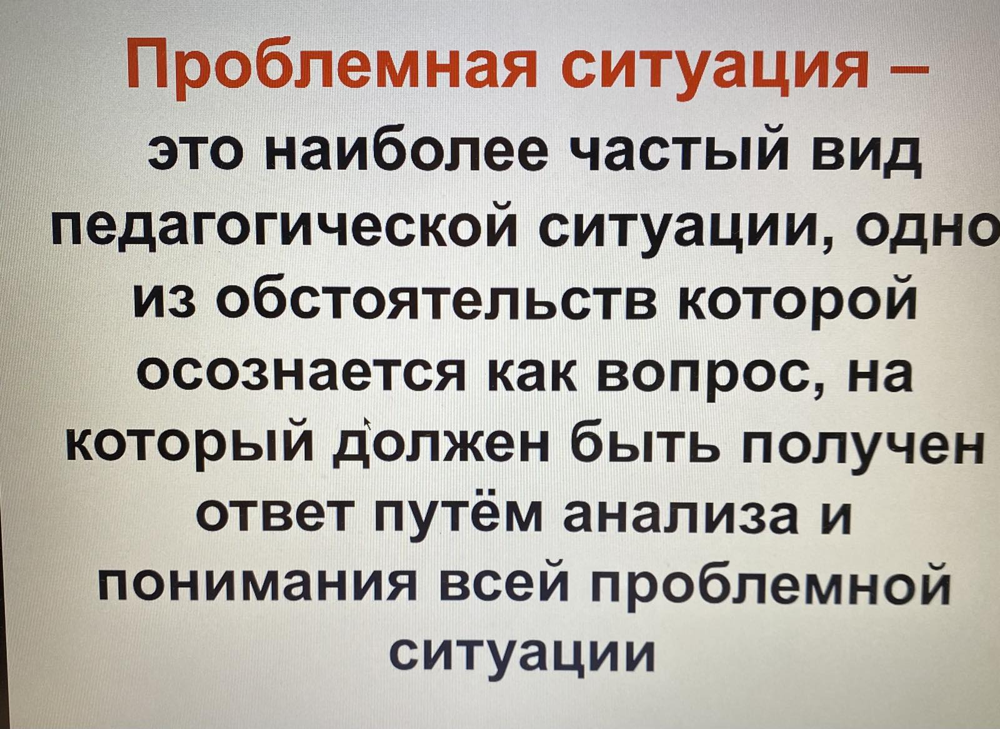 Проблемная ситуация –
это наиболее частый вид
педагогической ситуации, одно
из обстоятельств которой
осознается как вопрос, на
который должен быть получен
ответ путём анализа и
понимания всей проблемной
ситуации